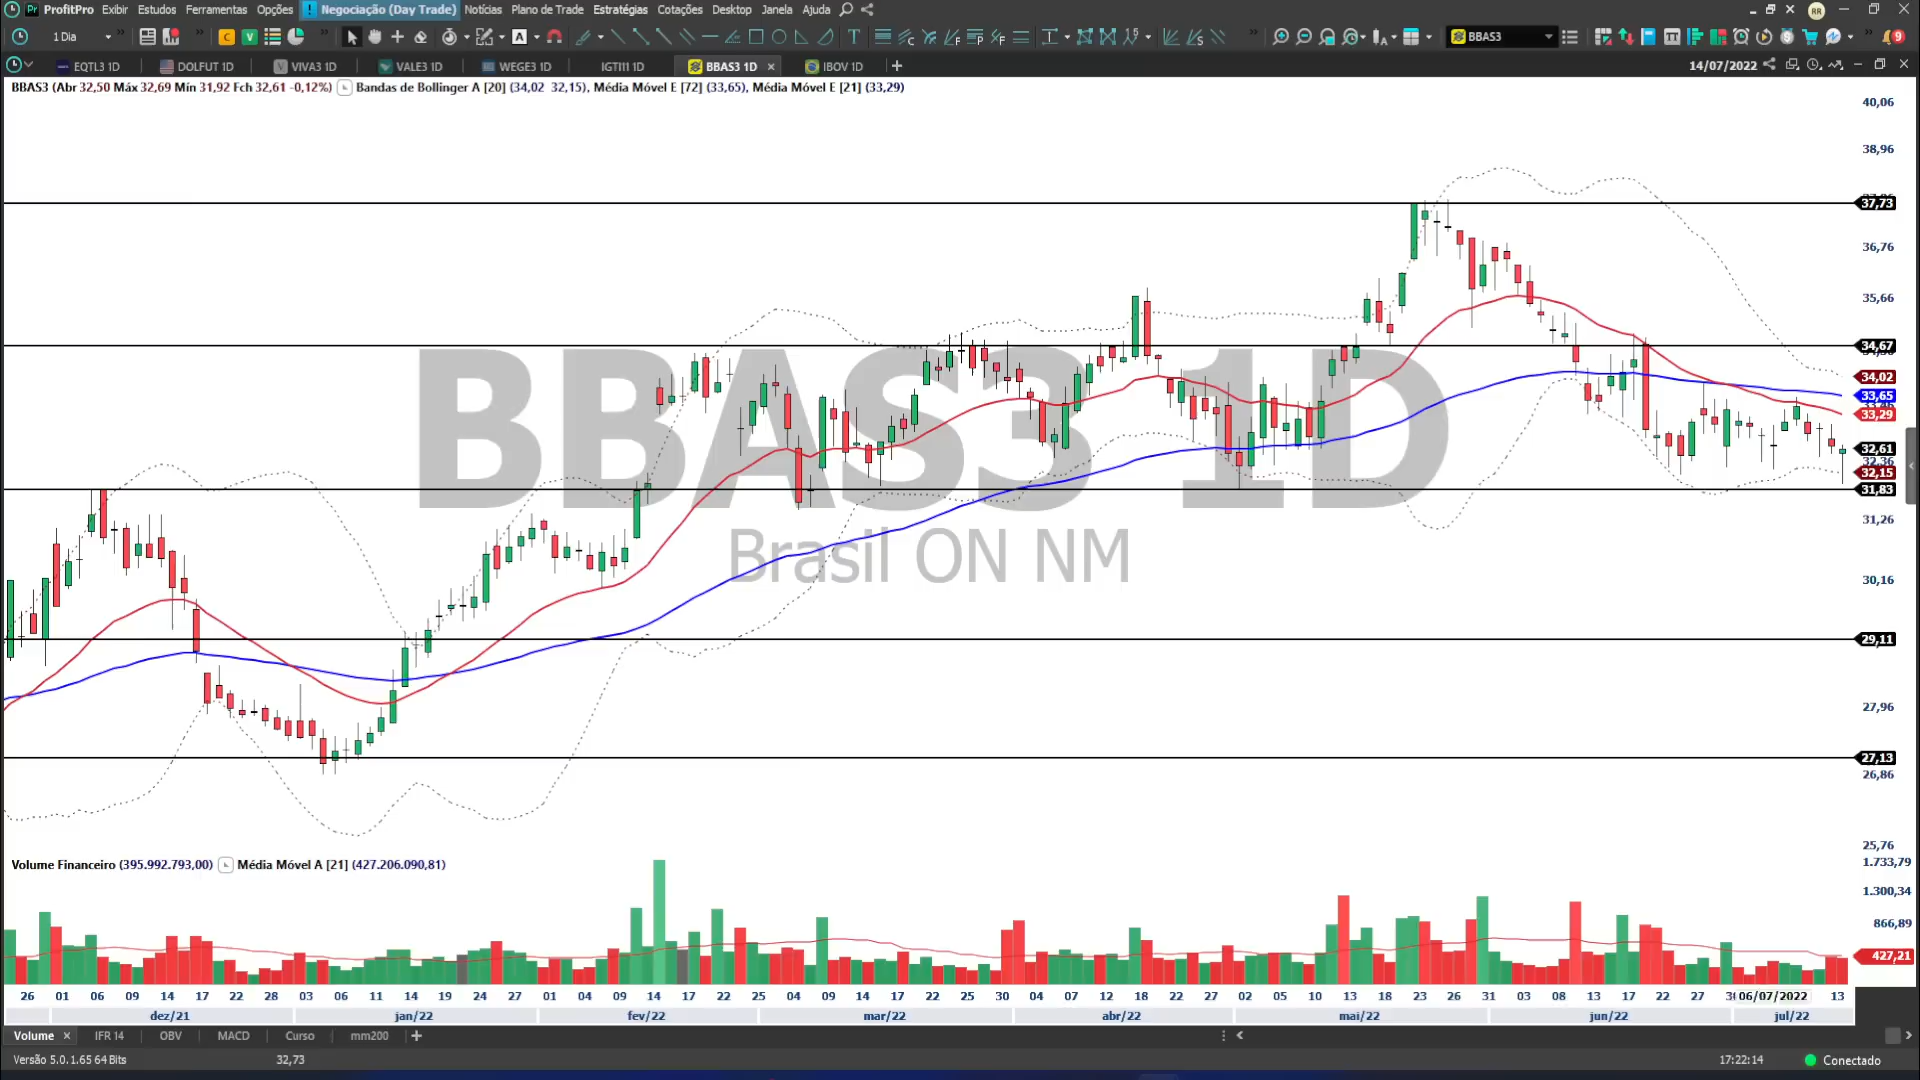 ProfitPro Exibir Estudos Ferramentas Opções ! Negociação (Day Trade) Notícias Plano de Trade Estratégias Cotações Desktop Janela Ajuda RR
1 Dia C V A T BBAS3 TT 9
EQTL3 1D DOLFUT 1D VIVA3 1D VALE3 1D WEGE3 1D IGTI11 1D BBAS3 1D IBOV 1D + 14/07/2022
BBAS3 (Abr 32,50 Máx 32,69 Mín 31,92 Fch 32,61 -0,12%) Bandas de Bollinger A [20] (34,02 32,15), Média Móvel E [72] (33,65), Média Móvel E [21] (33,29)
40,06
38,96
37,73
36,76
35,66
34,67
34,02
33,65
33,29
32,61
32,36
32,15
31,83
31,26
30,16
29,11
27,96
27,13
26,86
25,76
BBAS3 1D
Brasil ON NM
Volume Financeiro (395.992.793,00) Média Móvel A [21] (427.206.090,81)
1.733,79
1.300,34
866,89
427,21
26 01 06 09 14 17 22 28 03 06 11 14 19 24 27 01 04 09 14 17 22 25 04 09 14 17 22 25 30 04 07 12 18 22 27 02 05 10 13 18 23 26 31 03 08 13 17 22 27 06/07/2022 13
dez/21 jan/22 fev/22 mar/22 abr/22 mai/22 jun/22 jul/22
Volume IFR 14 OBV MACD Curso mm200 +
Versão 5.0.1.65 64 Bits 32,73 17:22:14 Conectado